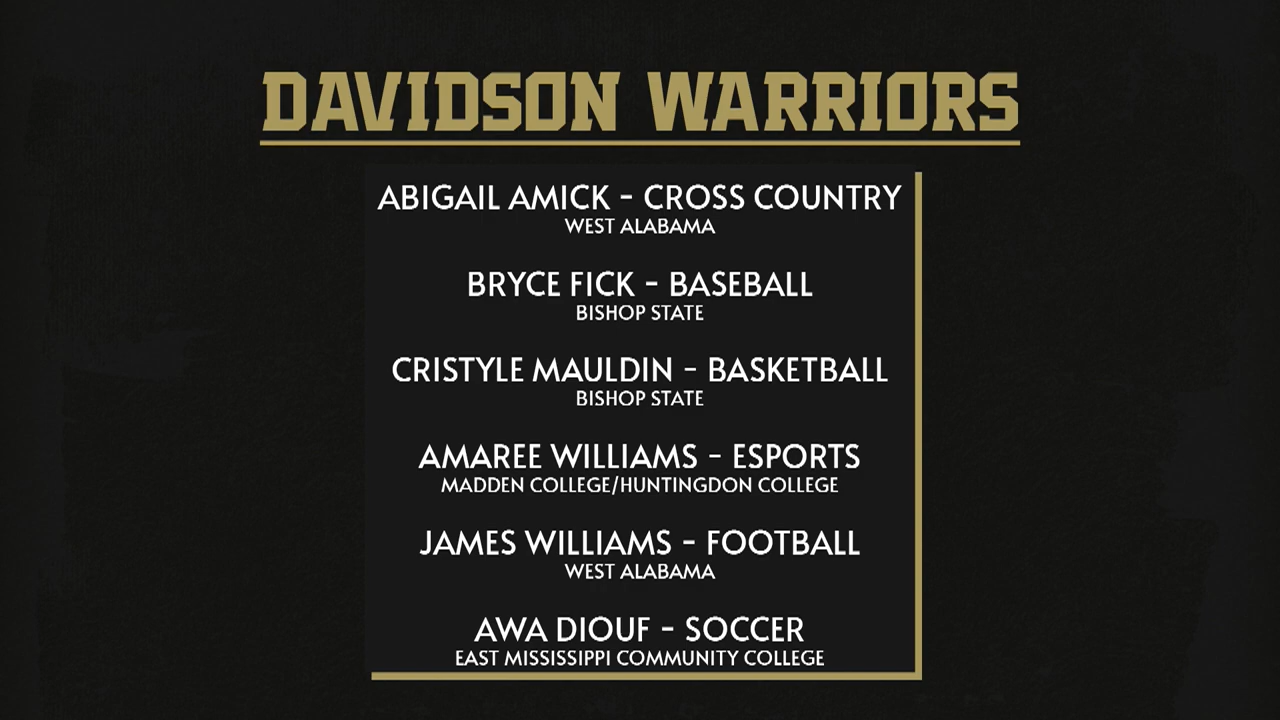 DAVIDSON WARRIORS
ABIGAIL AMICK - CROSS COUNTRY
WEST ALABAMA
BRYCE FICK - BASEBALL
BISHOP STATE
CRISTYLE MAULDIN - BASKETBALL
BISHOP STATE
AMAREE WILLIAMS - ESPORTS
MADDEN COLLEGE/HUNTINGDON COLLEGE
JAMES WILLIAMS - FOOTBALL
WEST ALABAMA
AWA DIOUF - SOCCER
EAST MISSISSIPPI COMMUNITY COLLEGE